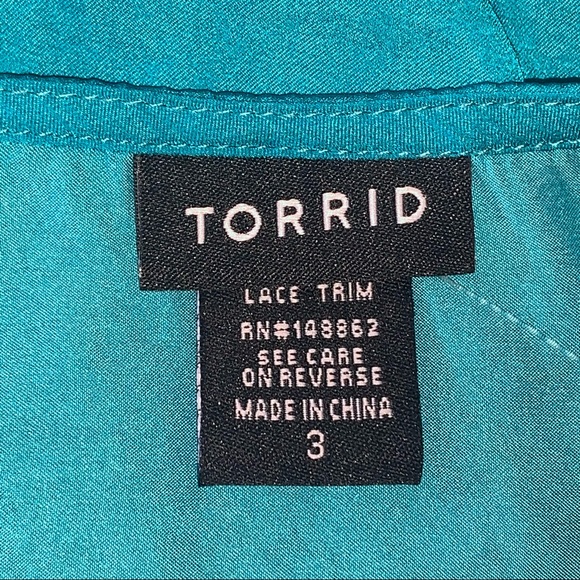 TORRID
LACE TRIM
RN#148862
SEE CARE
ON REVERSE
MADE IN CHINA
3